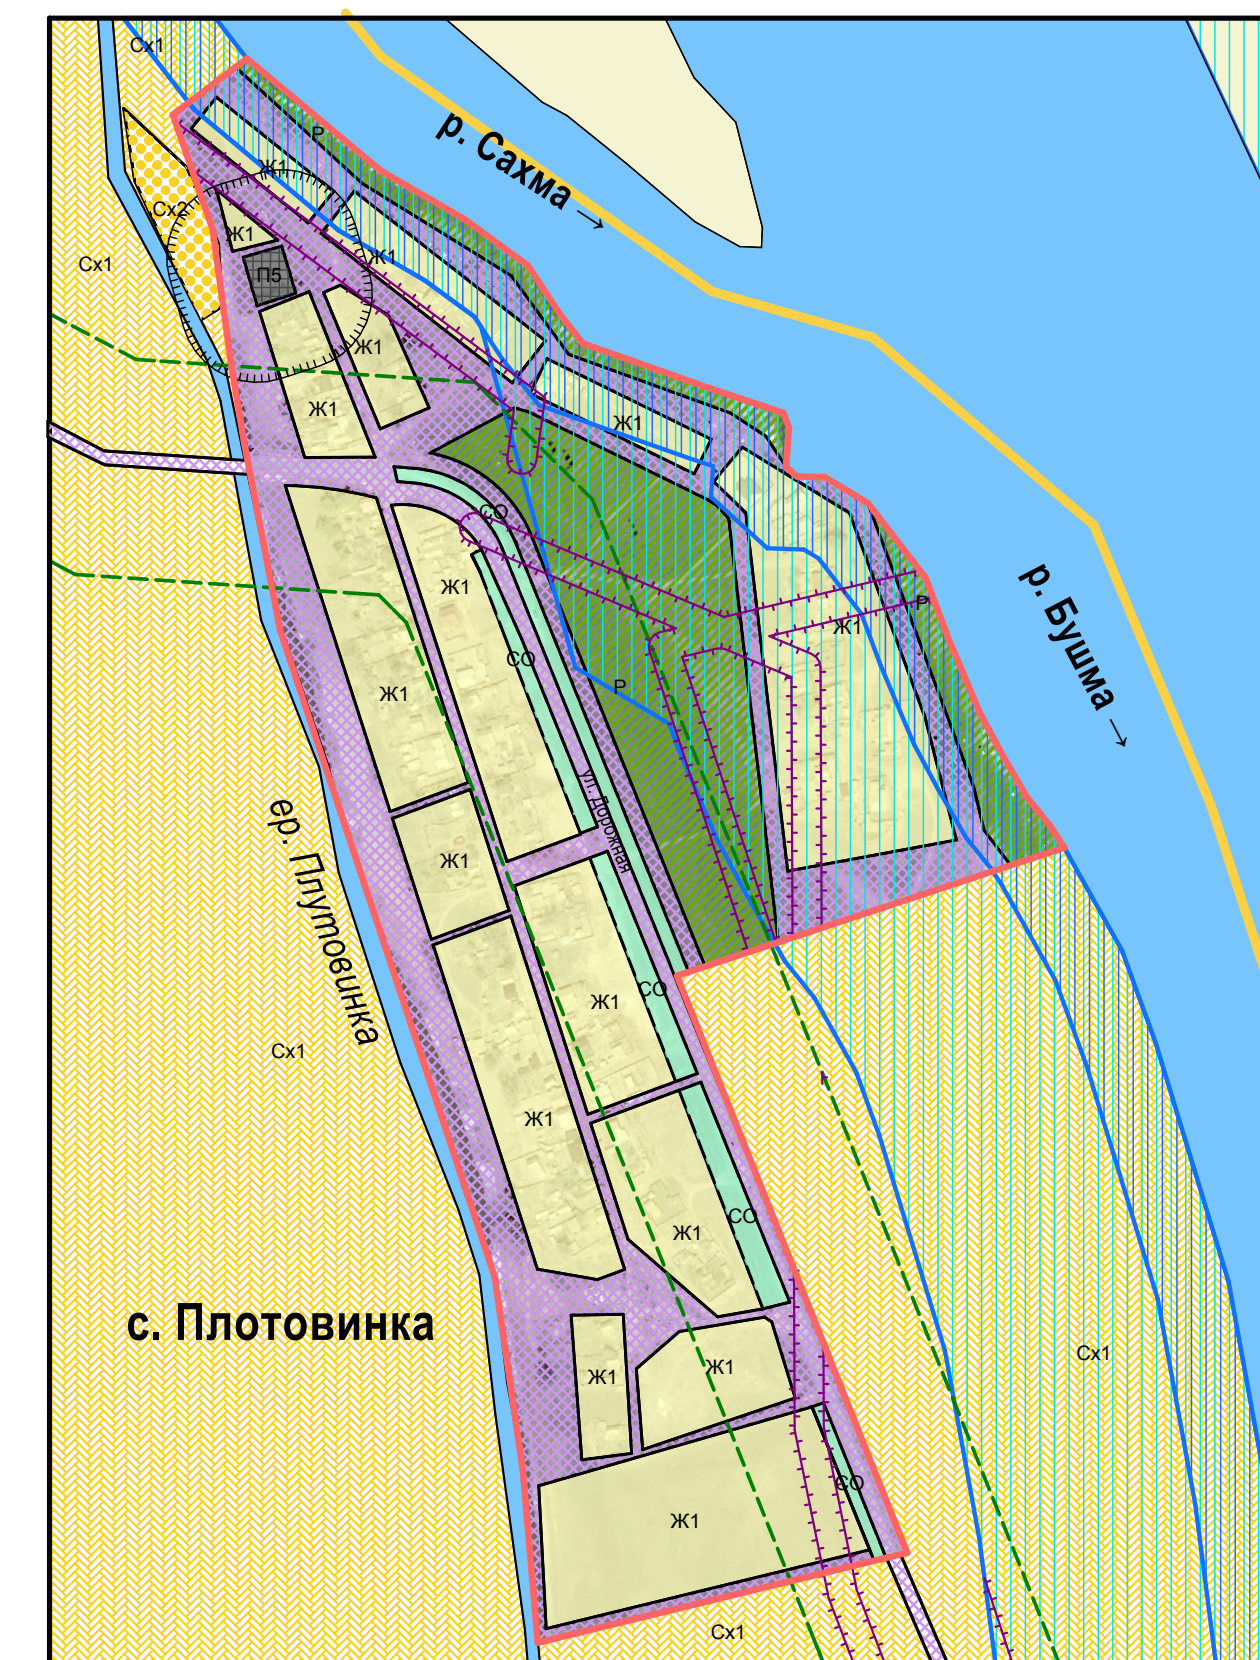 Сх1
р. Сахма →
Р
Ж1
Сх2
Ж1
Ж1
Сх1
П5
Ж1
Ж1
Ж1
СО
р. Бушма →
Ж1
Р
Ж1
СО
Р
Ж1
ул. Дорожная
ер. Плутовинка
Ж1
СО
Ж1
Сх1
Ж1
СО
Ж1
с. Плотовинка
Сх1
Ж1
Ж1
СО
Ж1
Сх1